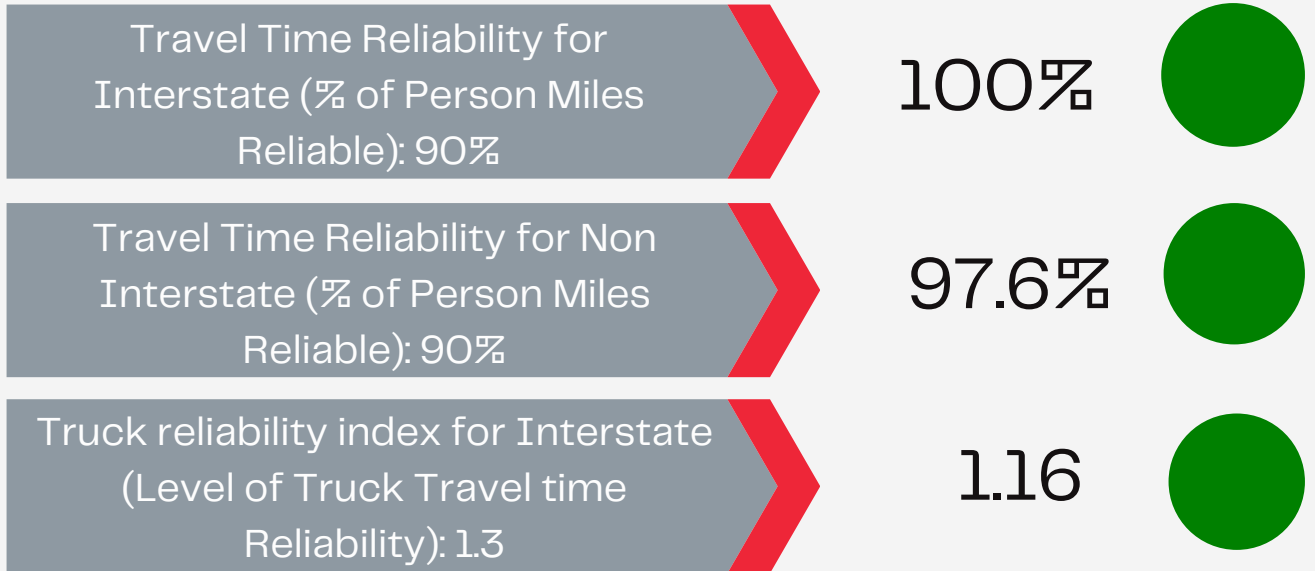 Travel Time Reliability for
Interstate (% of Person Miles
Reliable): 90%
100%
Travel Time Reliability for Non
Interstate (% of Person Miles
Reliable): 90%
97.6%
Truck reliability index for Interstate
(Level of Truck Travel time
Reliability): 1.3
1.16